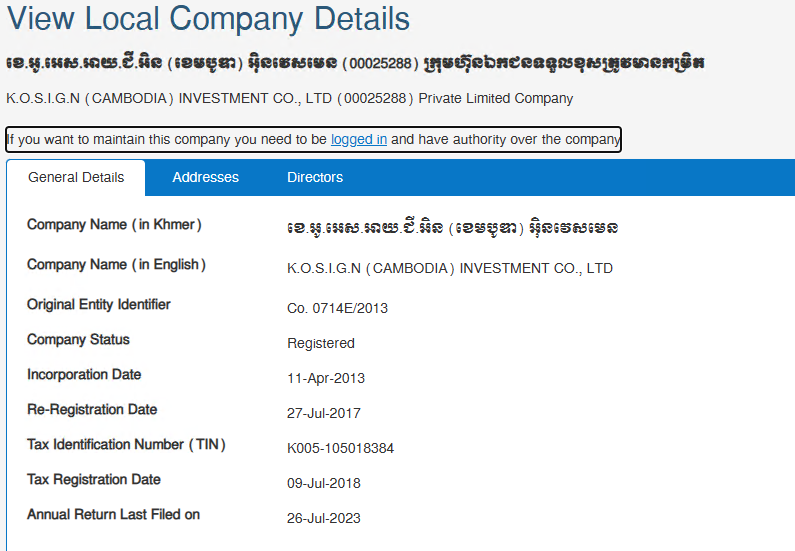 View Local Company Details
ខេ.អូ.អេស.អាយ.ជី.អិន (ខេមបូឌា) អ៊ិនវេសមេន (00025288) ក្រុមហ៊ុនឯកជនទទួលខុសត្រូវមានកម្រិត
K.O.S.I.G.N (CAMBODIA) INVESTMENT CO., LTD (00025288) Private Limited Company
If you want to maintain this company you need to be logged in and have authority over the company
General Details Addresses Directors
Company Name (in Khmer) ខេ.អូ.អេស.អាយ.ជី.អិន (ខេមបូឌា) អ៊ិនវេសមេន
Company Name (in English) K.O.S.I.G.N (CAMBODIA) INVESTMENT CO., LTD
Original Entity Identifier Co. 0714E/2013
Company Status Registered
Incorporation Date 11-Apr-2013
Re-Registration Date 27-Jul-2017
Tax Identification Number (TIN) K005-105018384
Tax Registration Date 09-Jul-2018
Annual Return Last Filed on 26-Jul-2023